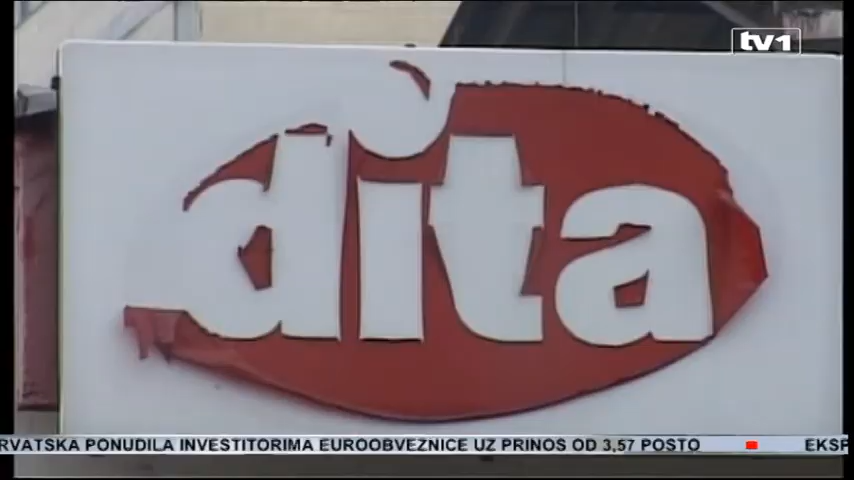 tv1
dita
RVATSKA PONUDILA INVESTITORIMA EUROOBVEZNICE UZ PRINOS OD 3,57 POSTO EKSP